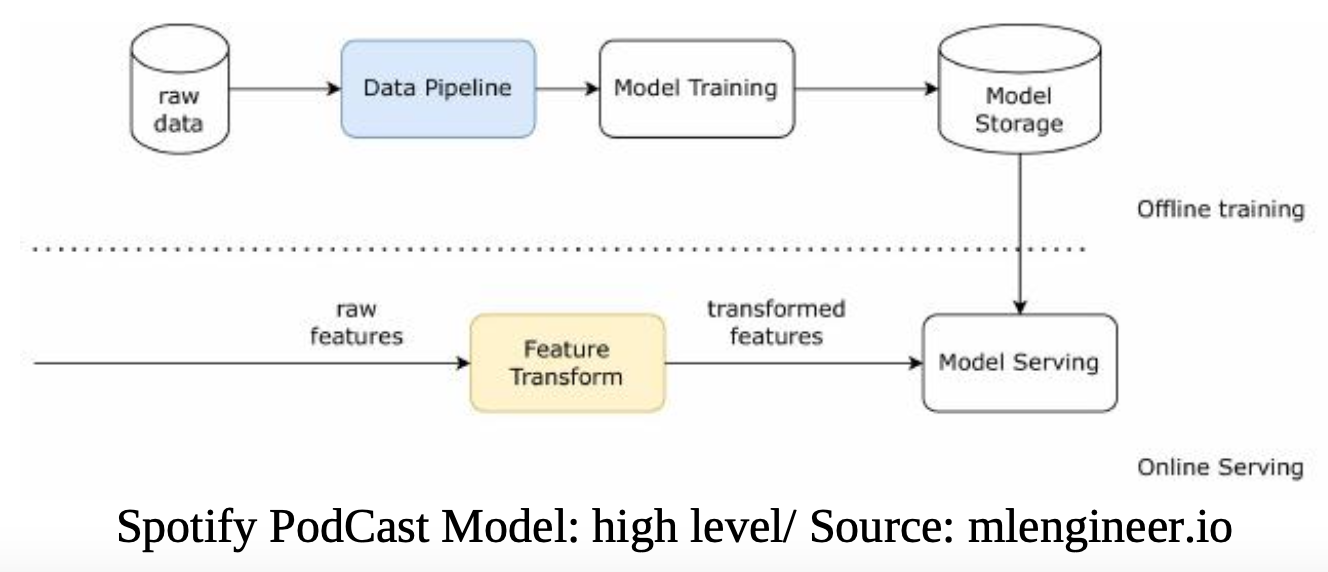 raw
data
Data Pipeline
Model Training
Model
Storage
Offline training
raw
features
Feature
Transform
transformed
features
Model Serving
Online Serving
Spotify PodCast Model: high level/ Source: mlengineer.io